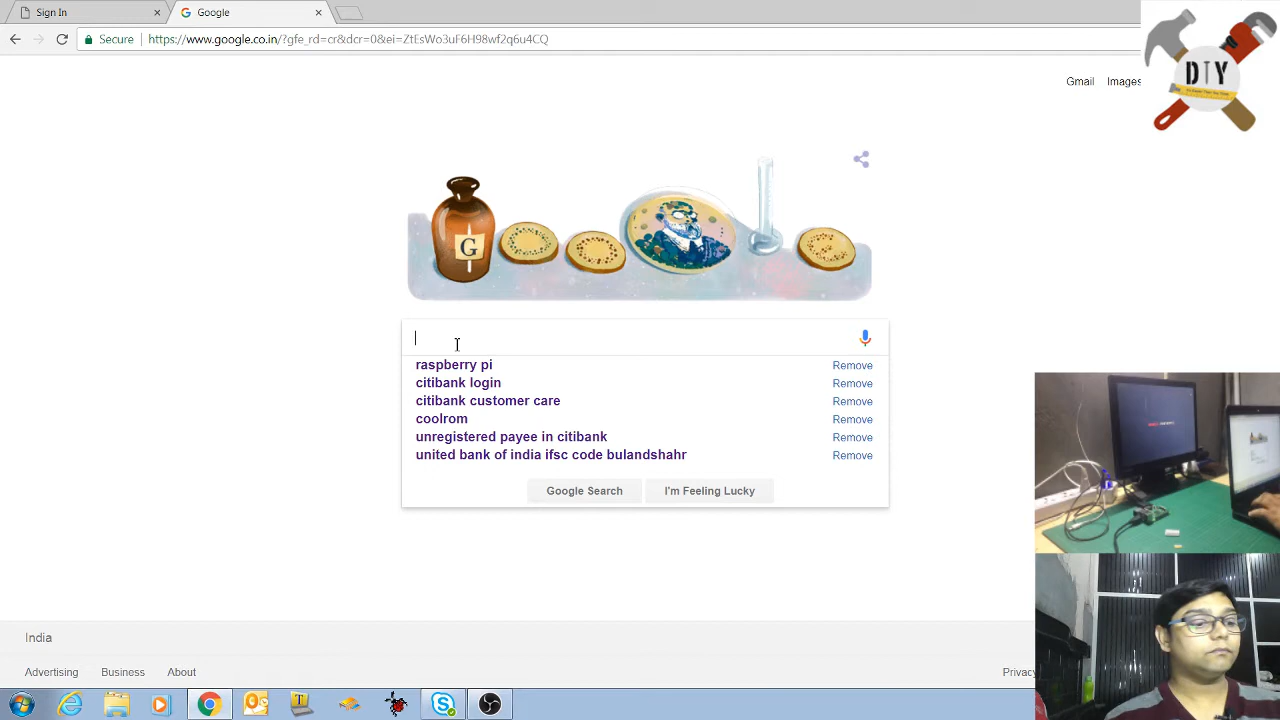 Sign In
Google
Secure
https://www.google.co.in/?gfe_rd=cr&dcr=0&ei=ZtEsWo3uF6H98wf2q6u4CQ
Gmail
Images
DIY
G
raspberry pi
Remove
citibank login
Remove
citibank customer care
Remove
coolrom
Remove
unregistered payee in citibank
Remove
united bank of india ifsc code bulandshahr
Remove
Google Search
I'm Feeling Lucky
India
Advertising
Business
About
Privacy